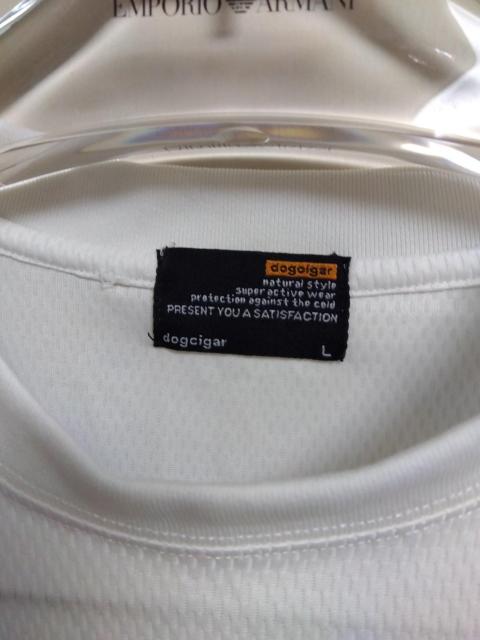 EMPORIO ARMANI
dogcigar
natural style
super active wear
protection against the cold
PRESENT YOU A SATISFACTION
dogcigar
L